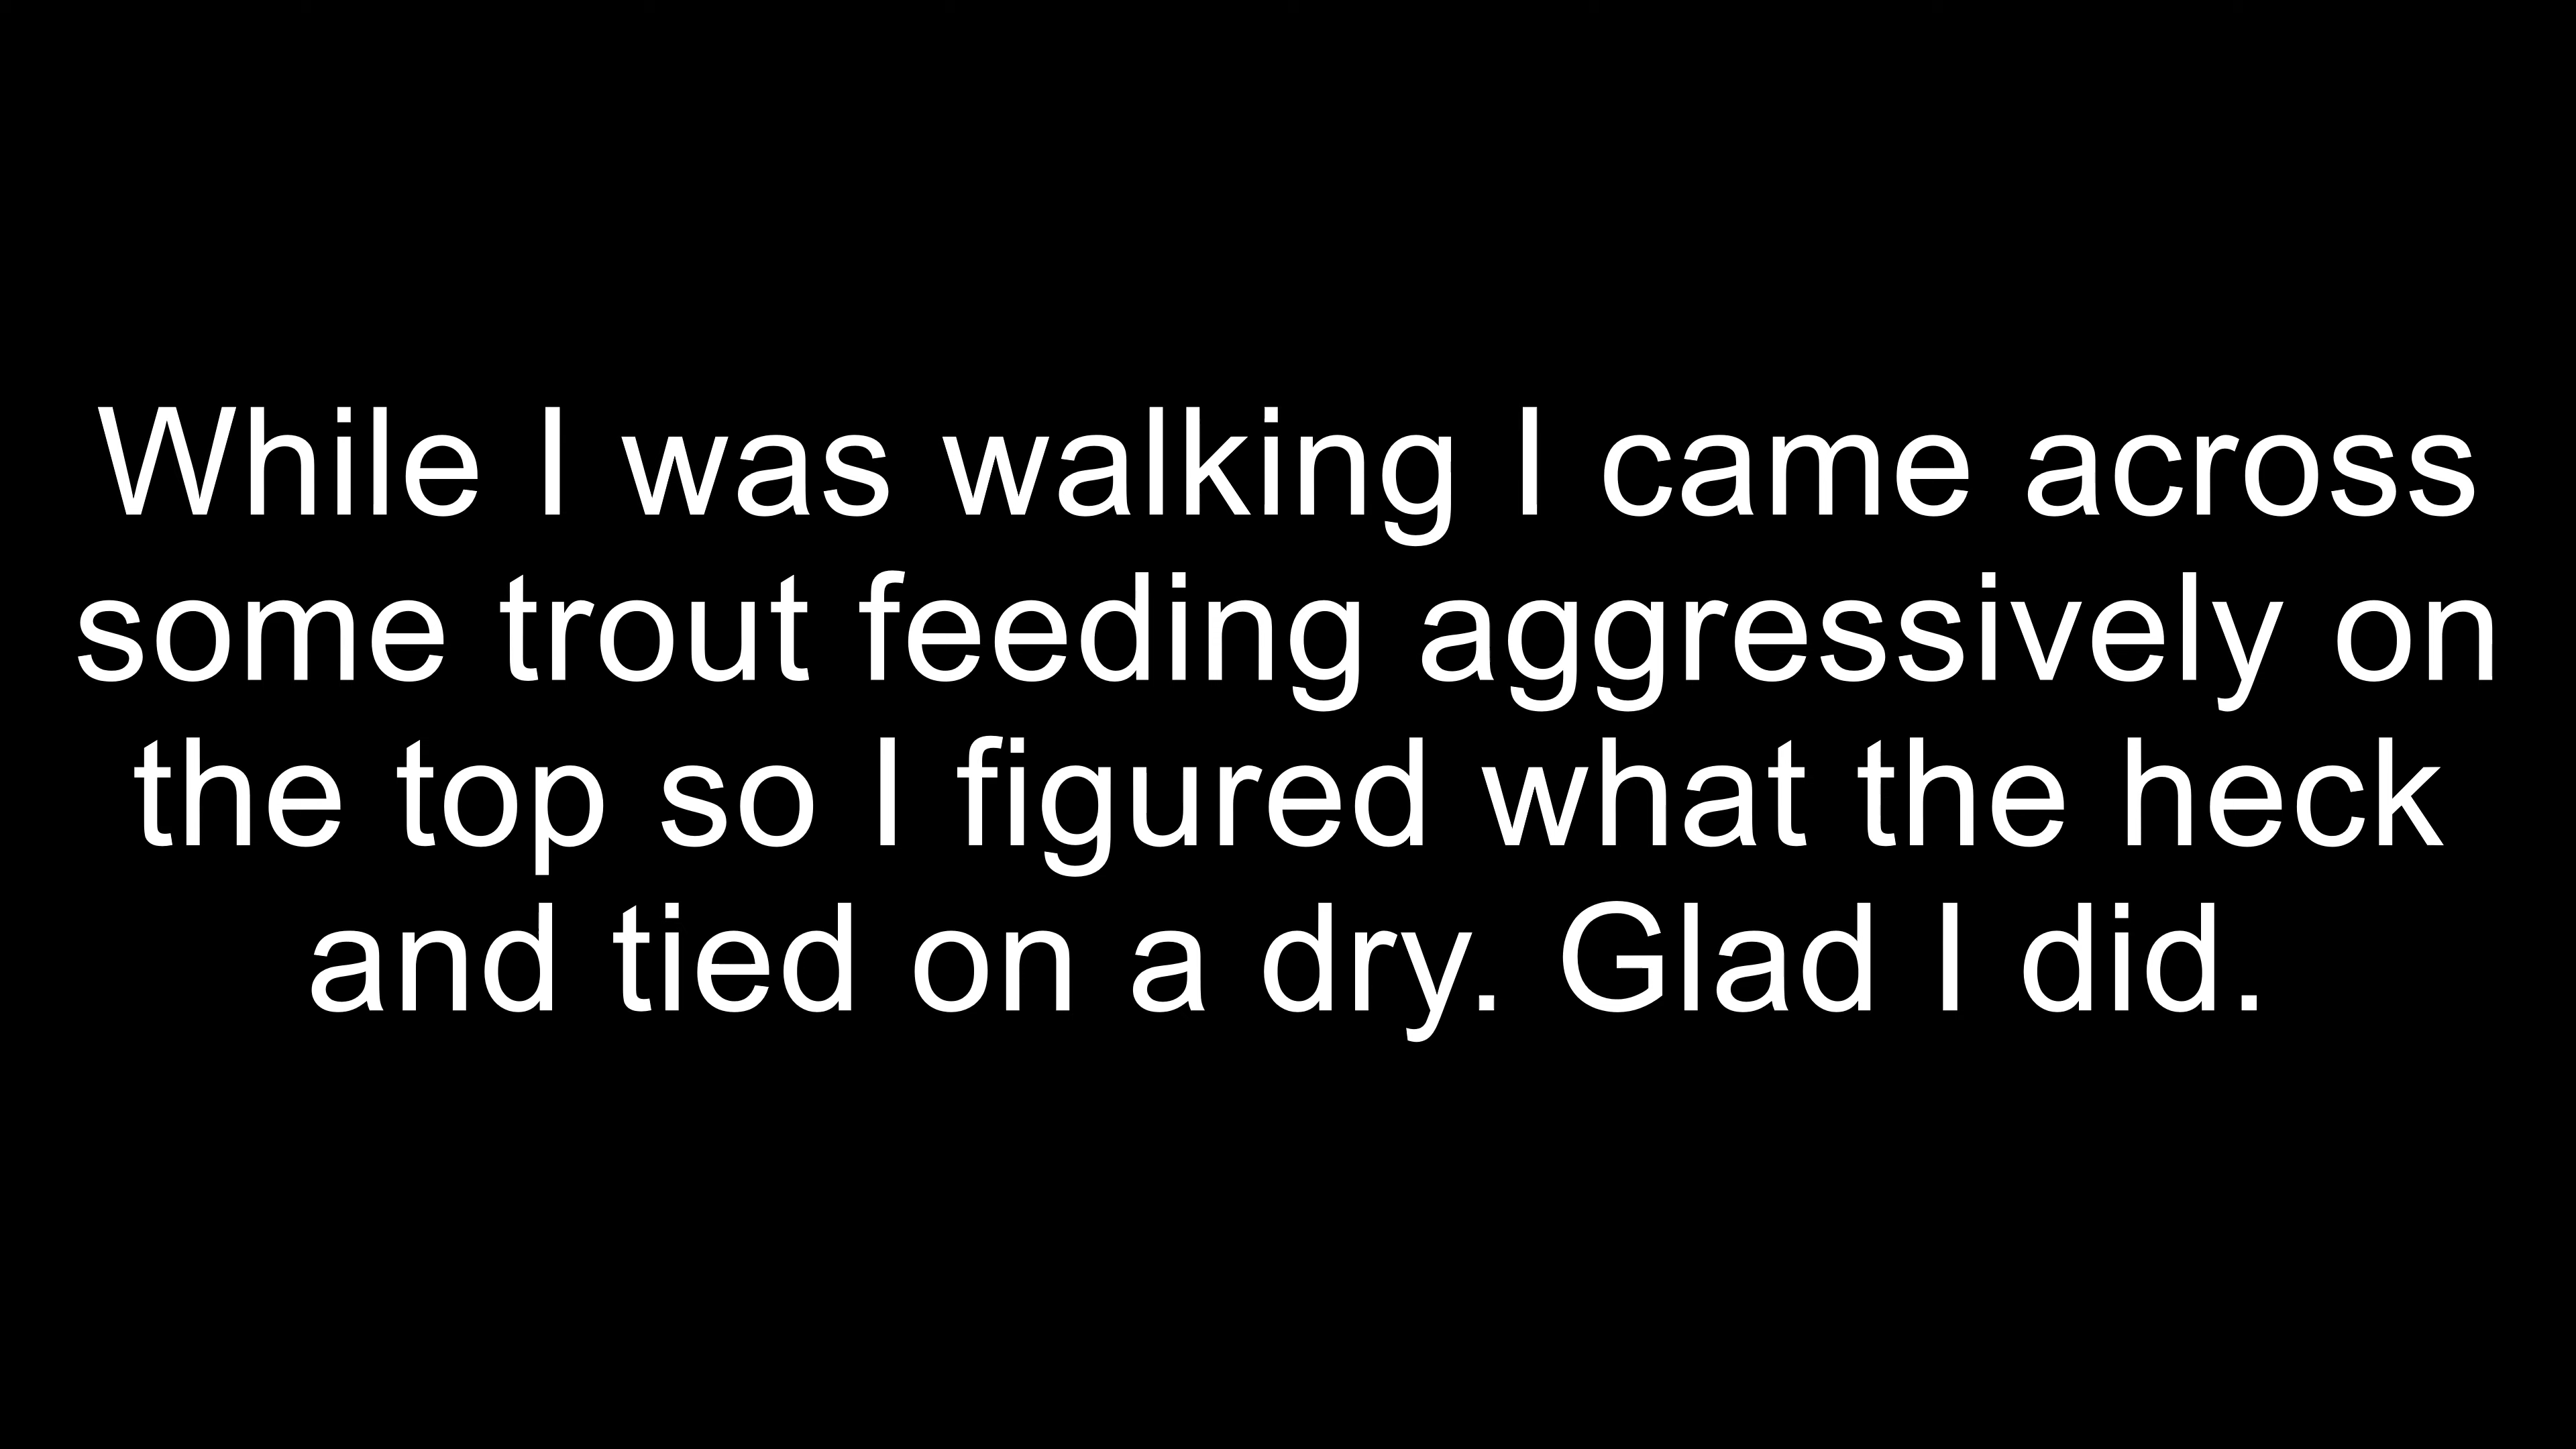 While I was walking I came across
some trout feeding aggressively on
the top so I figured what the heck
and tied on a dry. Glad I did.